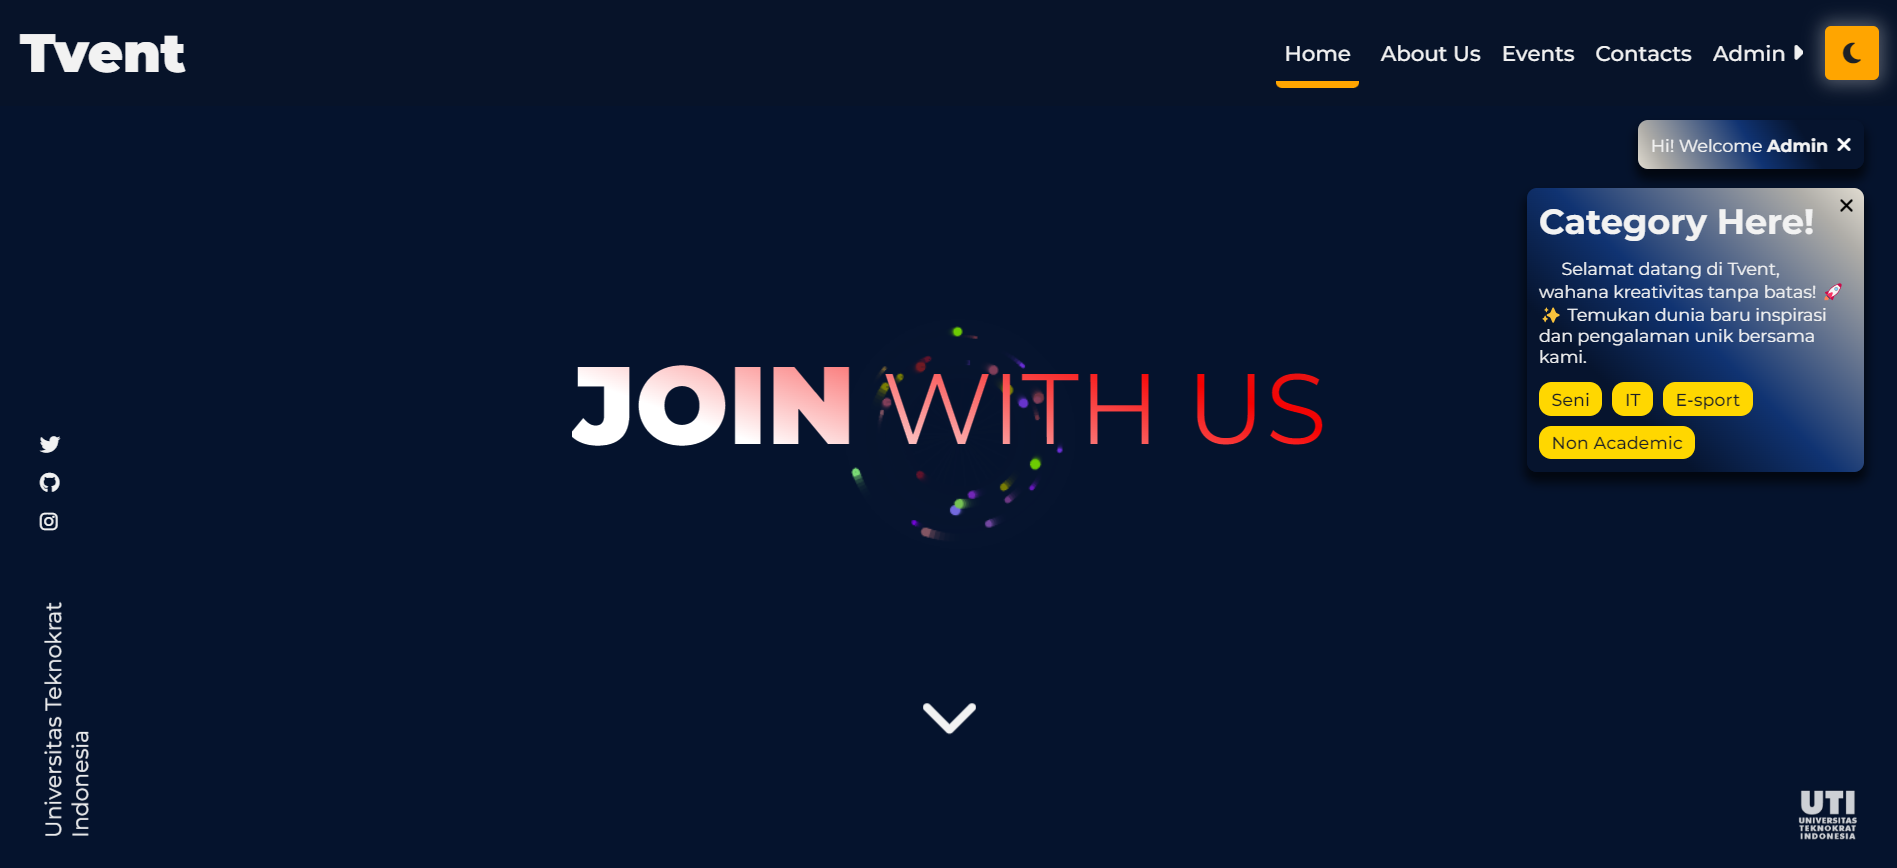 Tvent
Home About Us Events Contacts Admin
Hi! Welcome Admin
Category Here!
Selamat datang di Tvent,
wahana kreativitas tanpa batas! 🚀
✨ Temukan dunia baru inspirasi
dan pengalaman unik bersama
kami.
Seni IT E-sport
Non Academic
JOIN WITH US
Universitas Teknokrat
Indonesia
UTI
UNIVERSITAS
TEKNOKRAT
INDONESIA